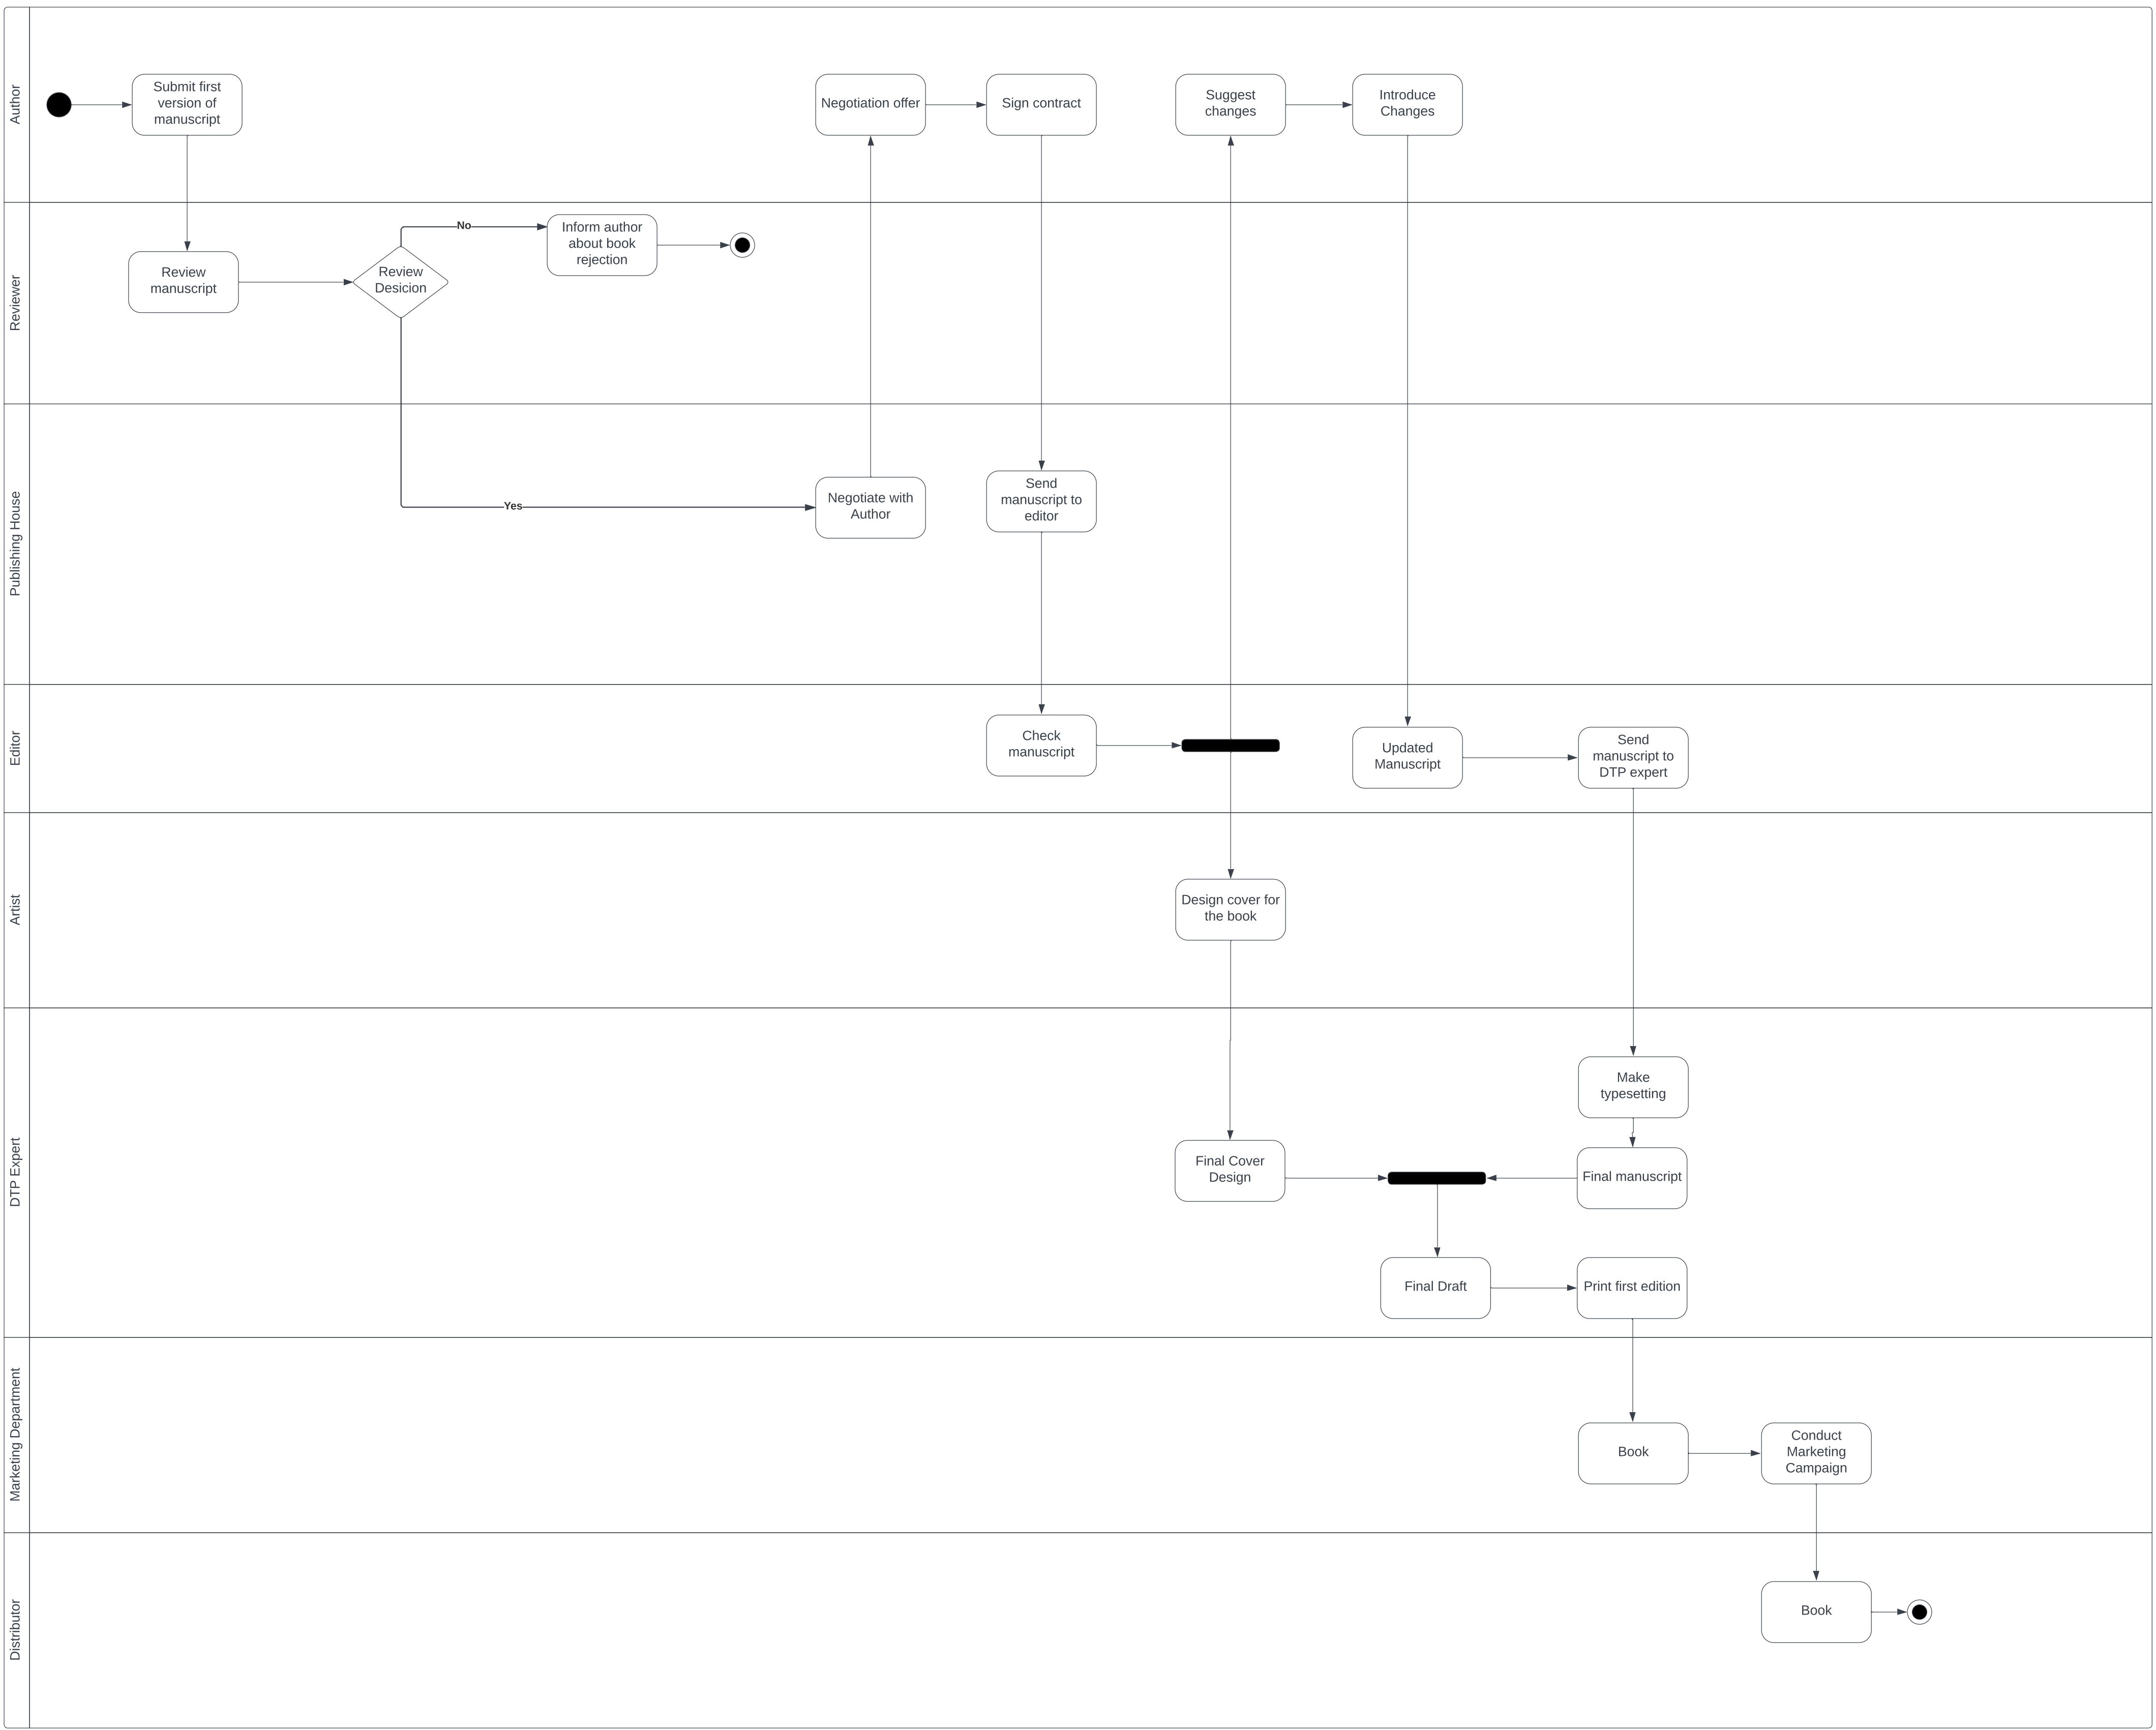 Author
Submit first
version of
manuscript
Negotiation offer
Sign contract
Suggest
changes
Introduce
Changes
Reviewer
Review
manuscript
Review
Desicion
No
Inform author
about book
rejection
Publishing House
Yes
Negotiate with
Author
Send
manuscript to
editor
Editor
Check
manuscript
Updated
Manuscript
Send
manuscript to
DTP expert
Artist
Design cover for
the book
DTP Expert
Make
typesetting
Final Cover
Design
Final manuscript
Final Draft
Print first edition
Marketing Department
Book
Conduct
Marketing
Campaign
Distributor
Book